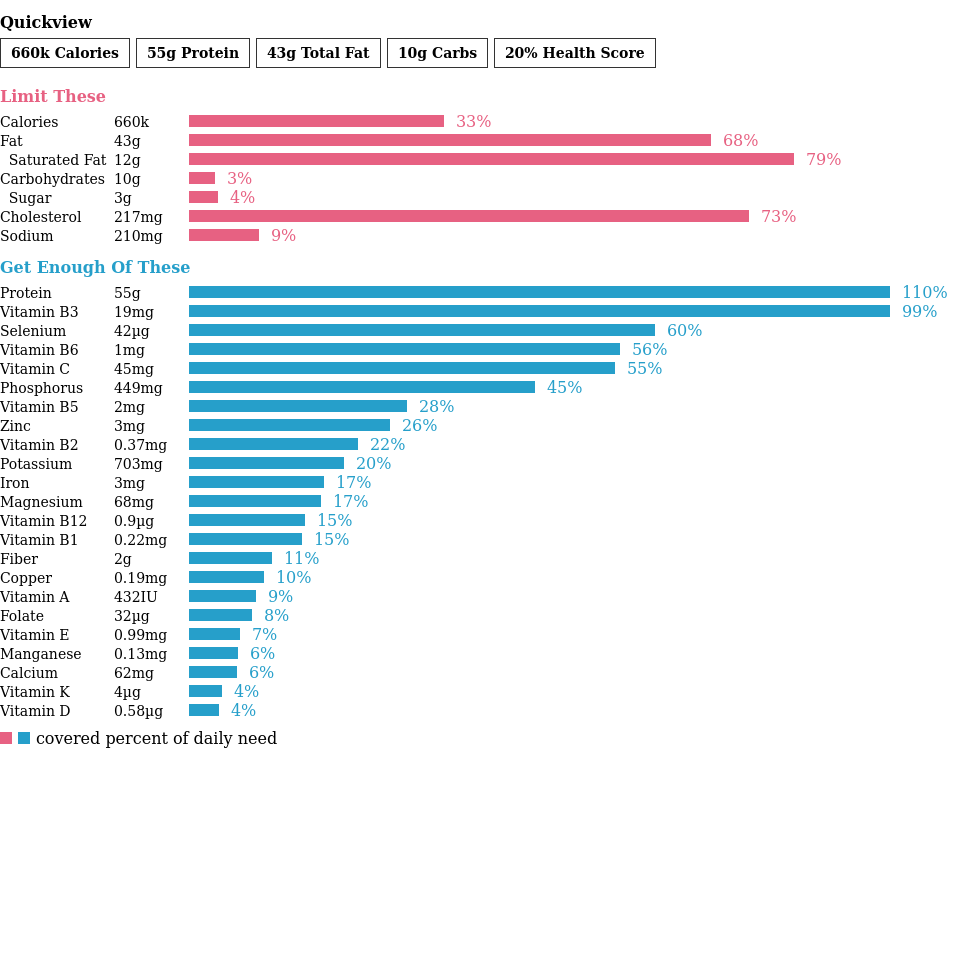 Quickview
660k Calories 55g Protein 43g Total Fat 10g Carbs 20% Health Score
Limit These
Calories 660k 33%
Fat 43g 68%
Saturated Fat 12g 79%
Carbohydrates 10g 3%
Sugar 3g 4%
Cholesterol 217mg 73%
Sodium 210mg 9%
Get Enough Of These
Protein 55g 110%
Vitamin B3 19mg 99%
Selenium 42µg 60%
Vitamin B6 1mg 56%
Vitamin C 45mg 55%
Phosphorus 449mg 45%
Vitamin B5 2mg 28%
Zinc 3mg 26%
Vitamin B2 0.37mg 22%
Potassium 703mg 20%
Iron 3mg 17%
Magnesium 68mg 17%
Vitamin B12 0.9µg 15%
Vitamin B1 0.22mg 15%
Fiber 2g 11%
Copper 0.19mg 10%
Vitamin A 432IU 9%
Folate 32µg 8%
Vitamin E 0.99mg 7%
Manganese 0.13mg 6%
Calcium 62mg 6%
Vitamin K 4µg 4%
Vitamin D 0.58µg 4%
covered percent of daily need